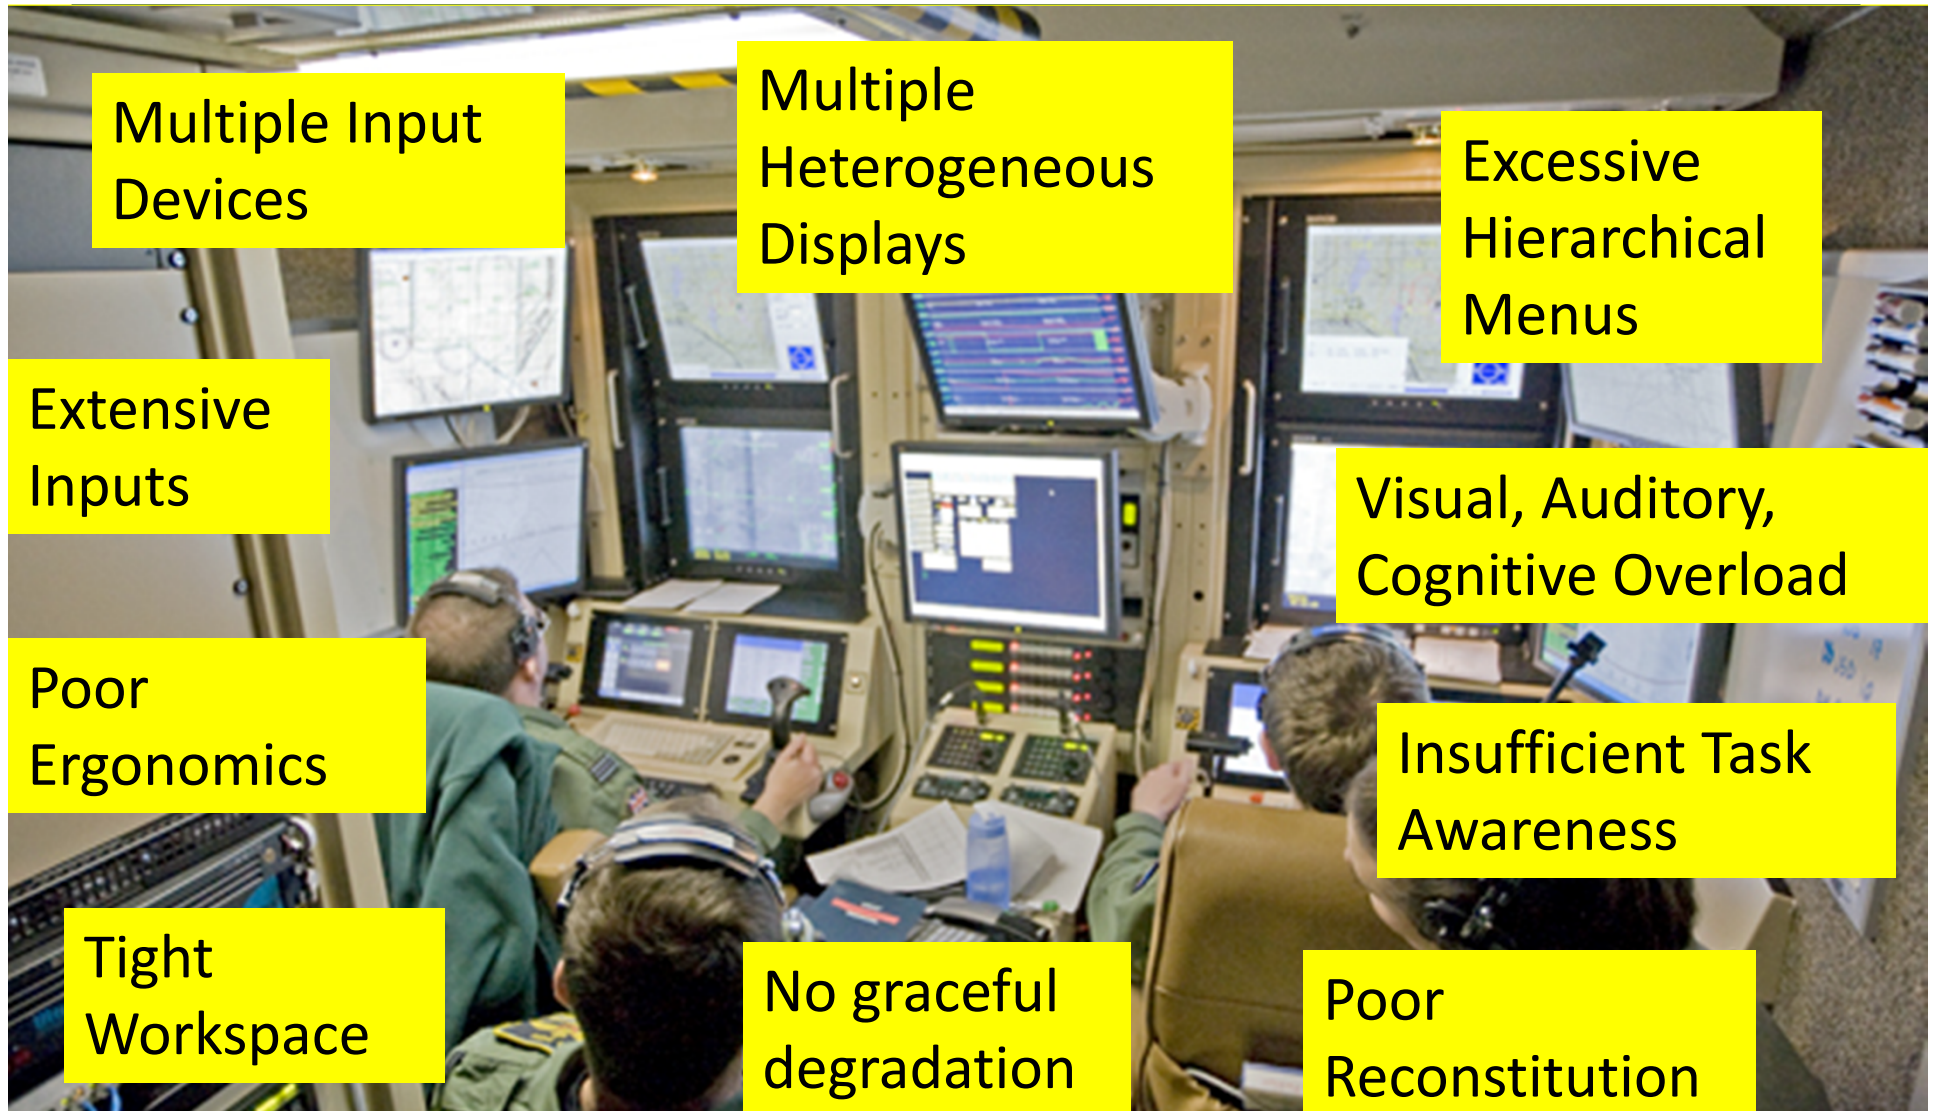 Multiple Input
Devices
Multiple
Heterogeneous
Displays
Excessive
Hierarchical
Menus
Extensive
Inputs
Visual, Auditory,
Cognitive Overload
Poor
Ergonomics
Insufficient Task
Awareness
Tight
Workspace
No graceful
degradation
Poor
Reconstitution